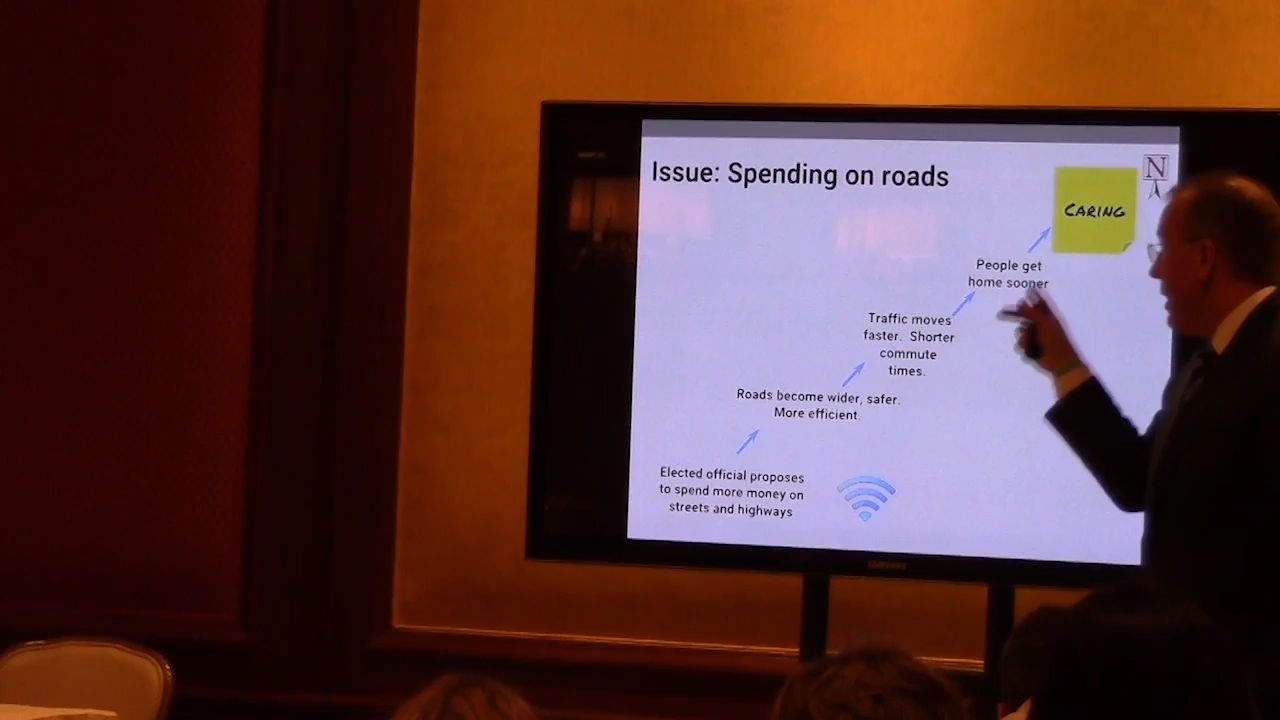 Issue: Spending on roads
N
CARING
People get
home sooner
Traffic moves
faster. Shorter
commute
times.
Roads become wider, safer.
More efficient.
Elected official proposes
to spend more money on
streets and highways
SAMSUNG